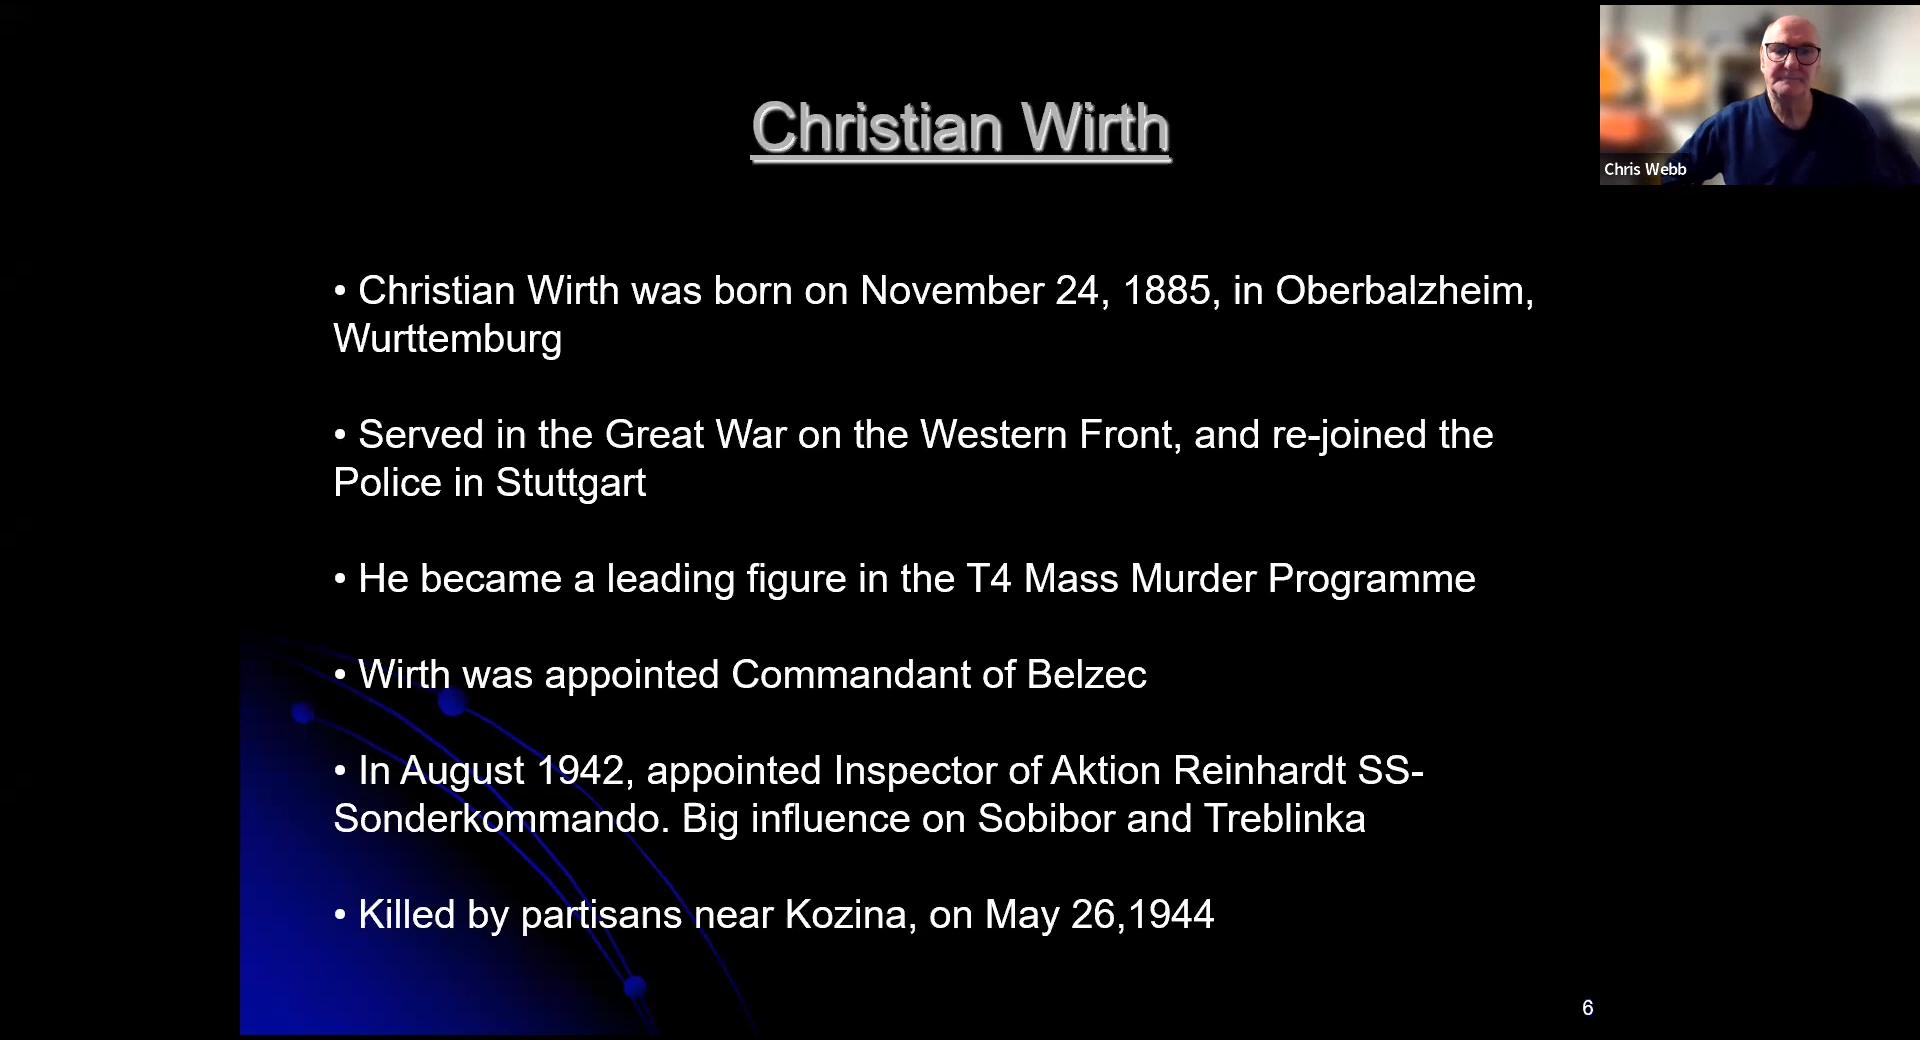 Christian Wirth
Chris Webb
• Christian Wirth was born on November 24, 1885, in Oberbalzheim,
Wurttemburg
• Served in the Great War on the Western Front, and re-joined the
Police in Stuttgart
• He became a leading figure in the T4 Mass Murder Programme
• Wirth was appointed Commandant of Belzec
• In August 1942, appointed Inspector of Aktion Reinhardt SS-
Sonderkommando. Big influence on Sobibor and Treblinka
• Killed by partisans near Kozina, on May 26,1944
6